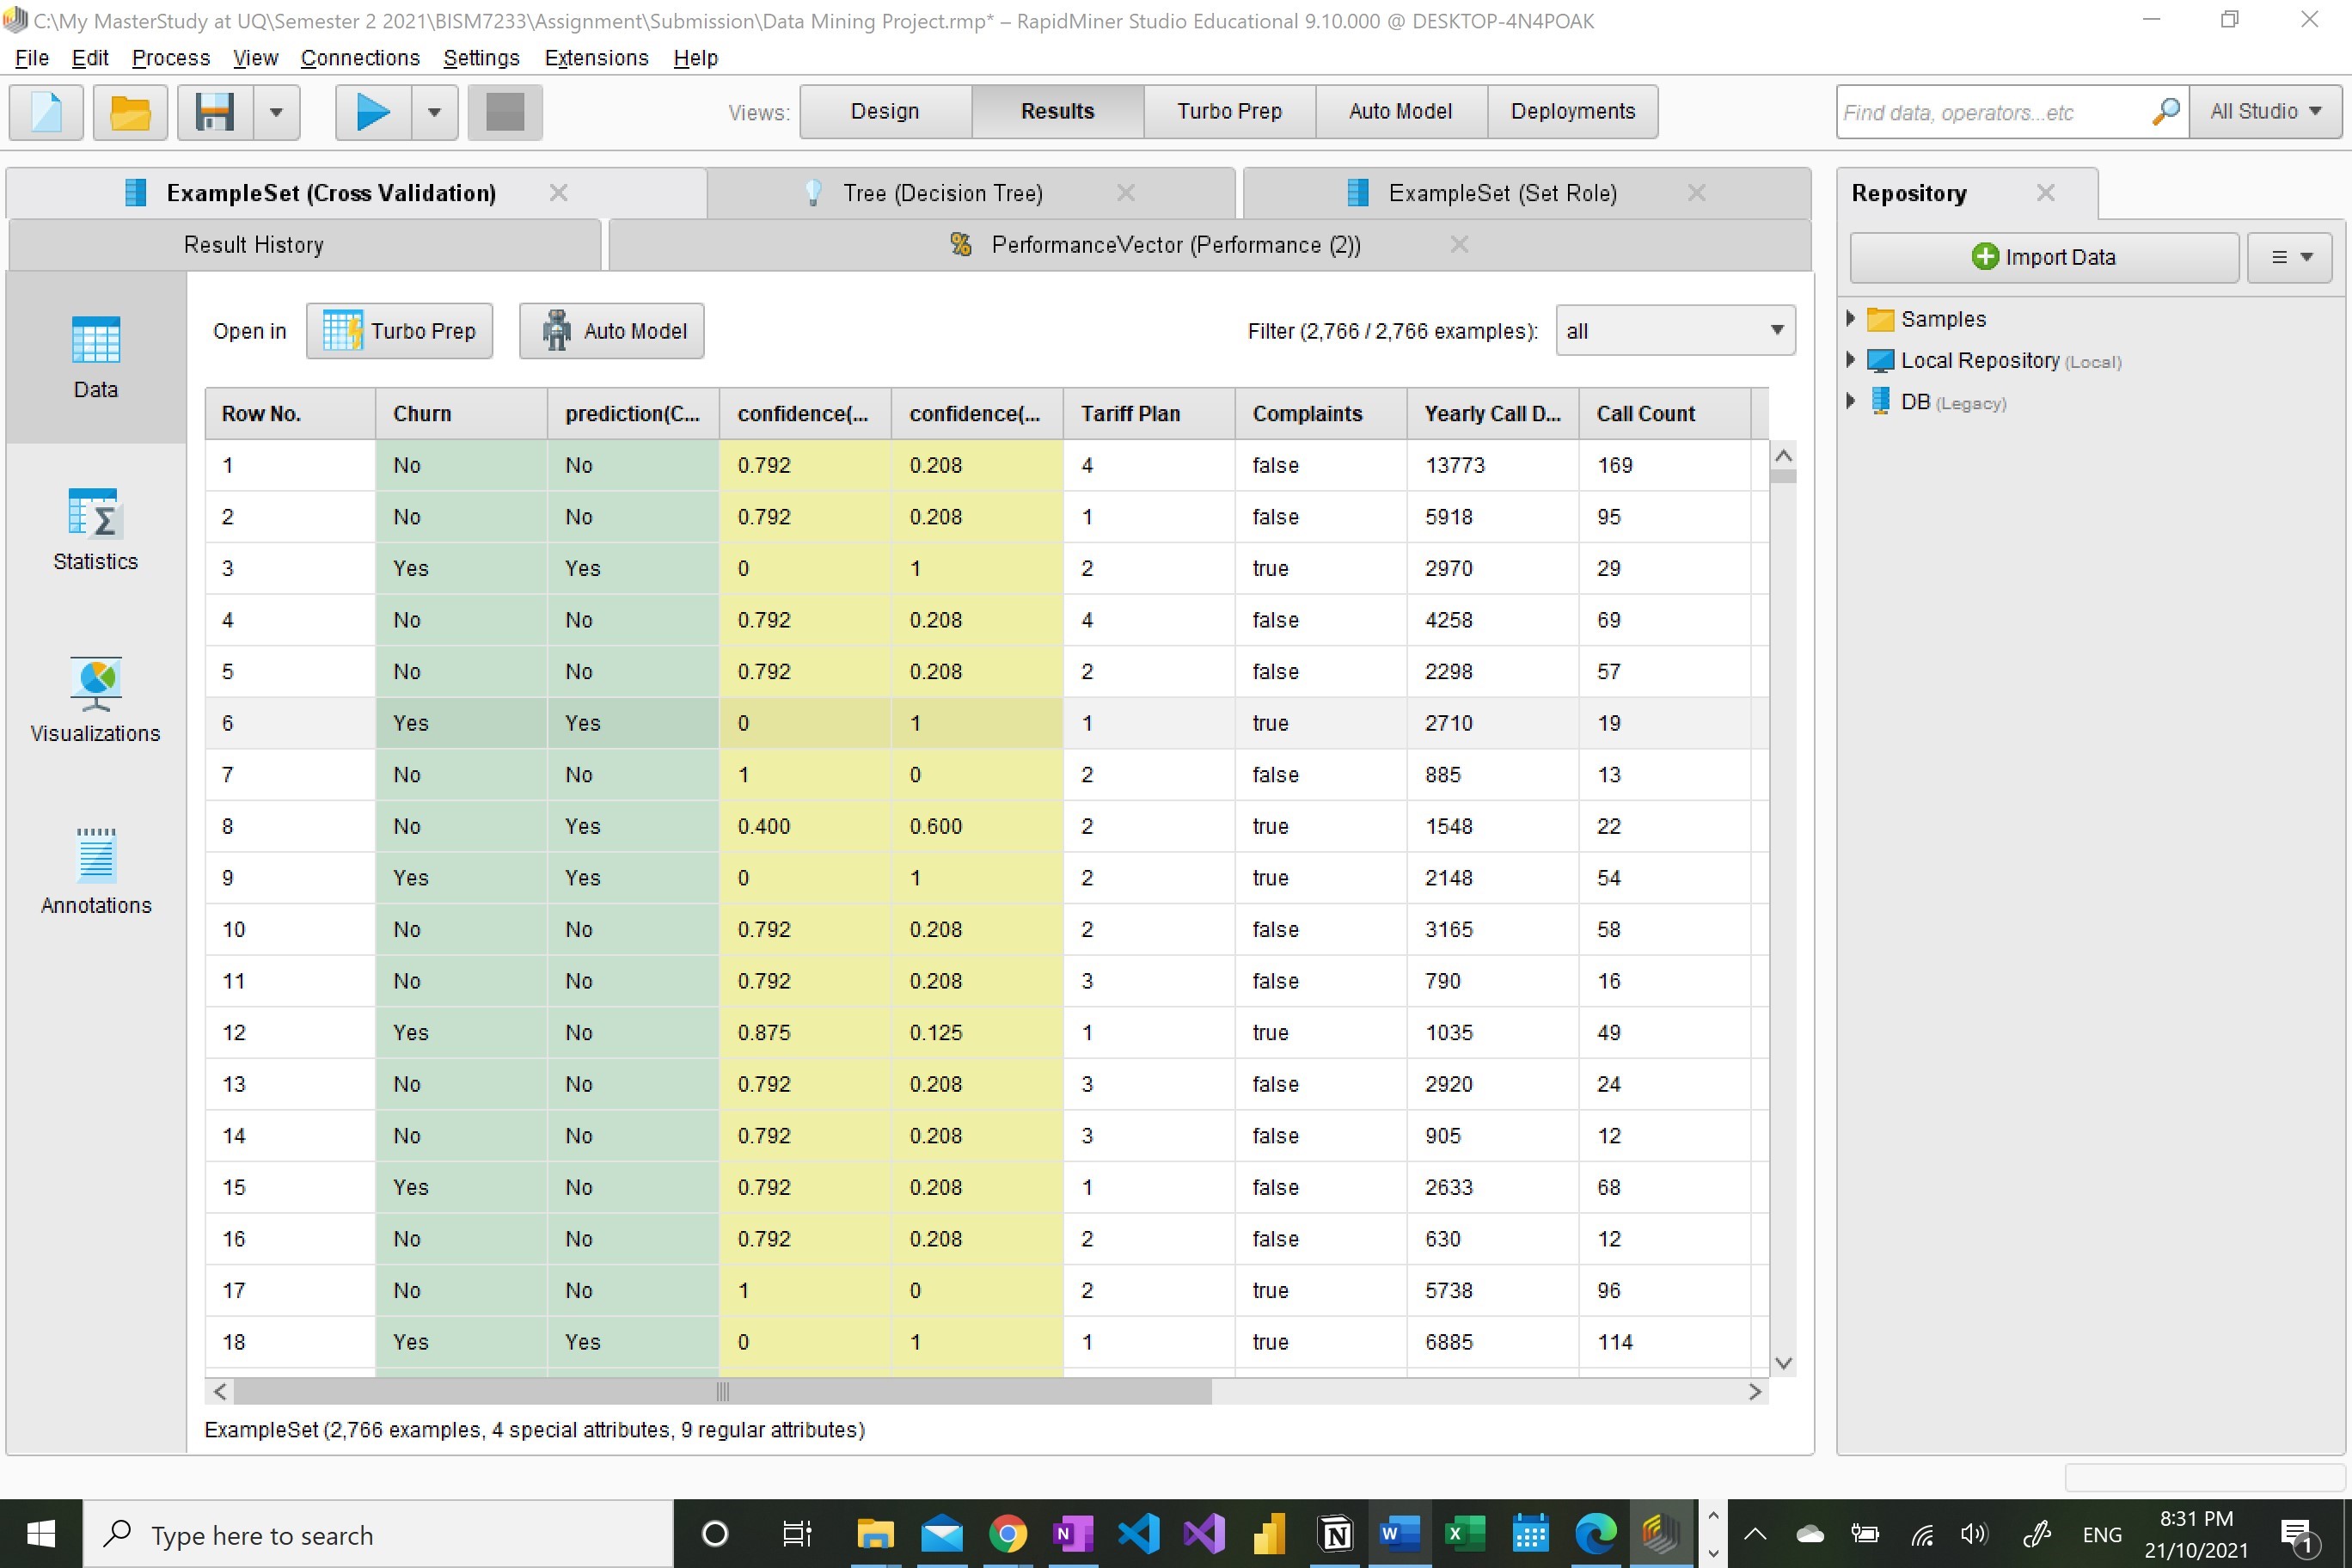 C:\My MasterStudy at UQ\Semester 2 2021\BISM7233\Assignment\Submission\Data Mining Project.rmp* – RapidMiner Studio Educational 9.10.000 @ DESKTOP-4N4POAK
File Edit Process View Connections Settings Extensions Help
Views: Design Results Turbo Prep Auto Model Deployments Find data, operators...etc All Studio
ExampleSet (Cross Validation) Tree (Decision Tree) ExampleSet (Set Role) Repository
Result History PerformanceVector (Performance (2)) Import Data
Open in Turbo Prep Auto Model Filter (2,766 / 2,766 examples): all
Samples
Local Repository (Local)
DB (Legacy)
Data
Statistics
Visualizations
Annotations
Row No. Churn prediction(C... confidence(... confidence(... Tariff Plan Complaints Yearly Call D... Call Count
1 No No 0.792 0.208 4 false 13773 169
2 No No 0.792 0.208 1 false 5918 95
3 Yes Yes 0 1 2 true 2970 29
4 No No 0.792 0.208 4 false 4258 69
5 No No 0.792 0.208 2 false 2298 57
6 Yes Yes 0 1 1 true 2710 19
7 No No 1 0 2 false 885 13
8 No Yes 0.400 0.600 2 true 1548 22
9 Yes Yes 0 1 2 true 2148 54
10 No No 0.792 0.208 2 false 3165 58
11 No No 0.792 0.208 3 false 790 16
12 Yes No 0.875 0.125 1 true 1035 49
13 No No 0.792 0.208 3 false 2920 24
14 No No 0.792 0.208 3 false 905 12
15 Yes No 0.792 0.208 1 false 2633 68
16 No No 0.792 0.208 2 false 630 12
17 No No 1 0 2 true 5738 96
18 Yes Yes 0 1 1 true 6885 114
ExampleSet (2,766 examples, 4 special attributes, 9 regular attributes)
Type here to search
ENG
8:31 PM
21/10/2021
1